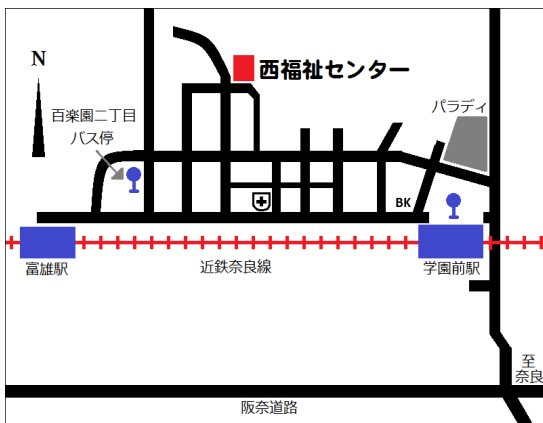 N
西福祉センター
百楽園二丁目
バス停
パラディ
BK
富雄駅
近鉄奈良線
学園前駅
至
奈良
阪奈道路